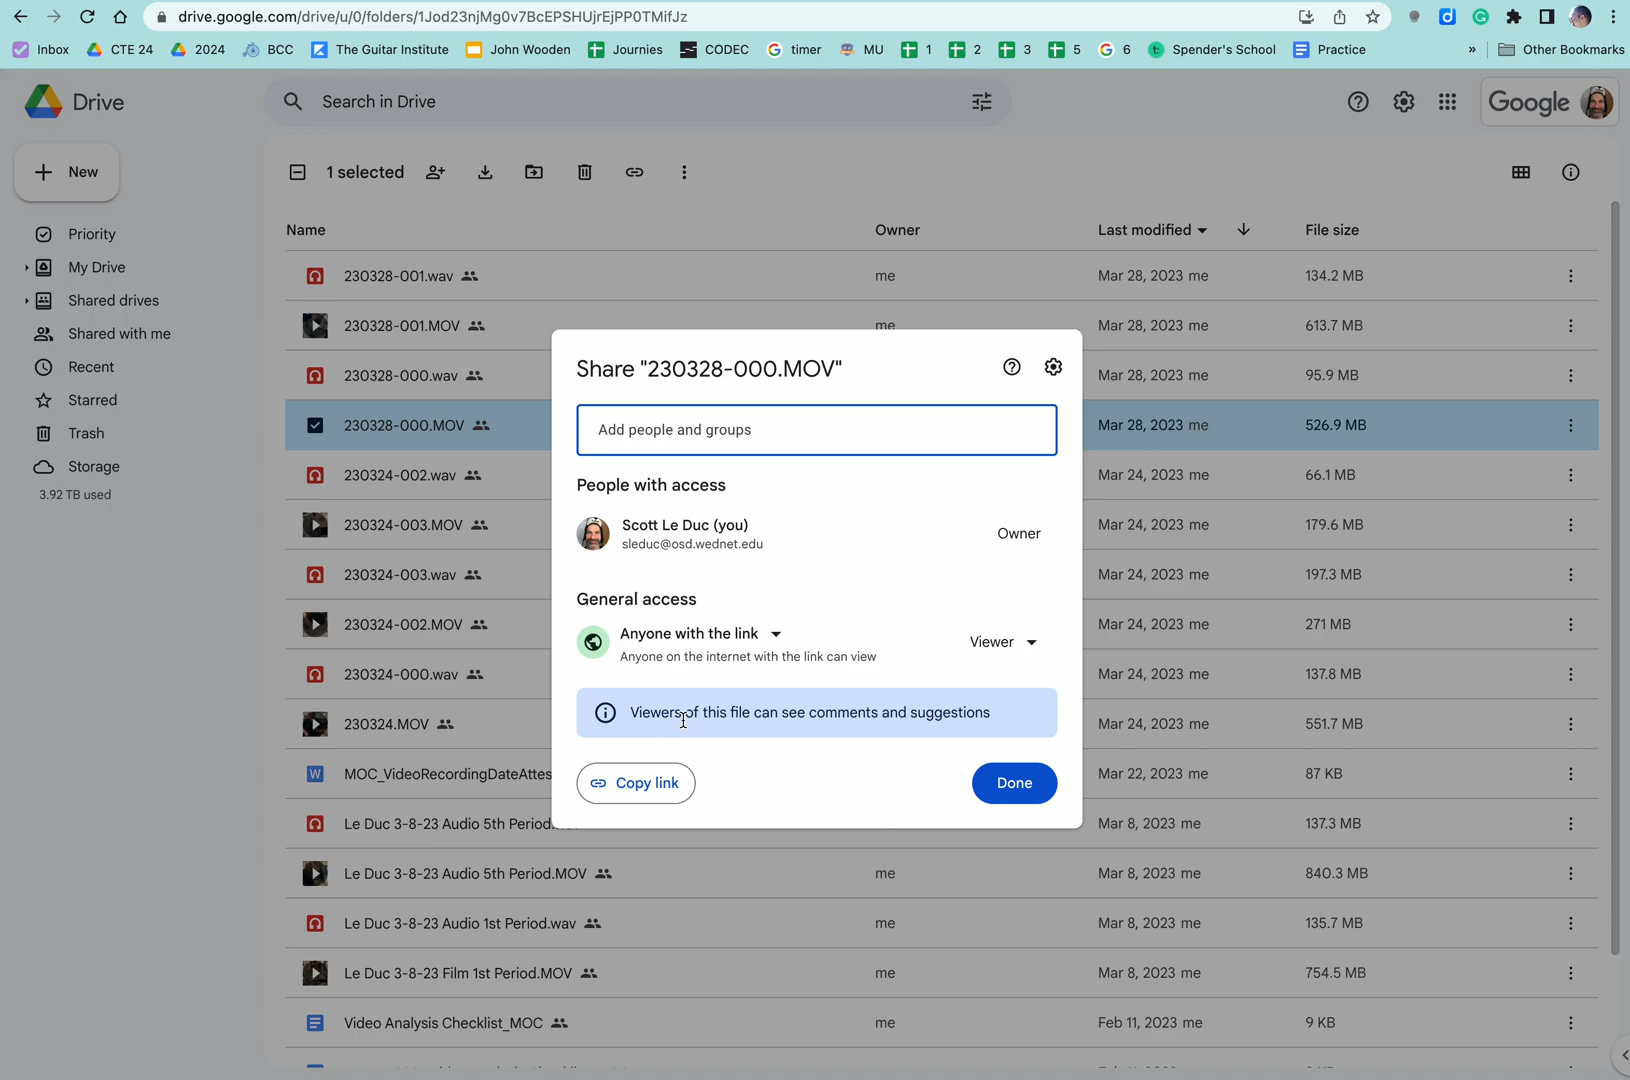 drive.google.com/drive/u/0/folders/1Jod23njMg0v7BcEPSHUjrEjPP0TMifJz
Inbox CTE 24 2024 BCC The Guitar Institute John Wooden Journies CODEC timer MU 1 2 3 5 6 Spender's School Practice » Other Bookmarks
Drive Search in Drive Google
New 1 selected
Priority
My Drive
Shared drives
Shared with me
Recent
Starred
Trash
Storage
3.92 TB used
Name Owner Last modified File size
230328-001.wav me Mar 28, 2023 me 134.2 MB
230328-001.MOV me Mar 28, 2023 me 613.7 MB
230328-000.wav Mar 28, 2023 me 95.9 MB
230328-000.MOV Mar 28, 2023 me 526.9 MB
230324-002.wav Mar 24, 2023 me 66.1 MB
230324-003.MOV Mar 24, 2023 me 179.6 MB
230324-003.wav Mar 24, 2023 me 197.3 MB
230324-002.MOV Mar 24, 2023 me 271 MB
230324-000.wav Mar 24, 2023 me 137.8 MB
230324.MOV Mar 24, 2023 me 551.7 MB
MOC_VideoRecordingDateAttes Mar 22, 2023 me 87 KB
Le Duc 3-8-23 Audio 5th Period. Mar 8, 2023 me 137.3 MB
Le Duc 3-8-23 Audio 5th Period.MOV me Mar 8, 2023 me 840.3 MB
Le Duc 3-8-23 Audio 1st Period.wav me Mar 8, 2023 me 135.7 MB
Le Duc 3-8-23 Film 1st Period.MOV me Mar 8, 2023 me 754.5 MB
Video Analysis Checklist_MOC me Feb 11, 2023 me 9 KB
Share "230328-000.MOV"
Add people and groups
People with access
Scott Le Duc (you)
sleduc@osd.wednet.edu
Owner
General access
Anyone with the link
Anyone on the internet with the link can view
Viewer
Viewers of this file can see comments and suggestions
Copy link Done